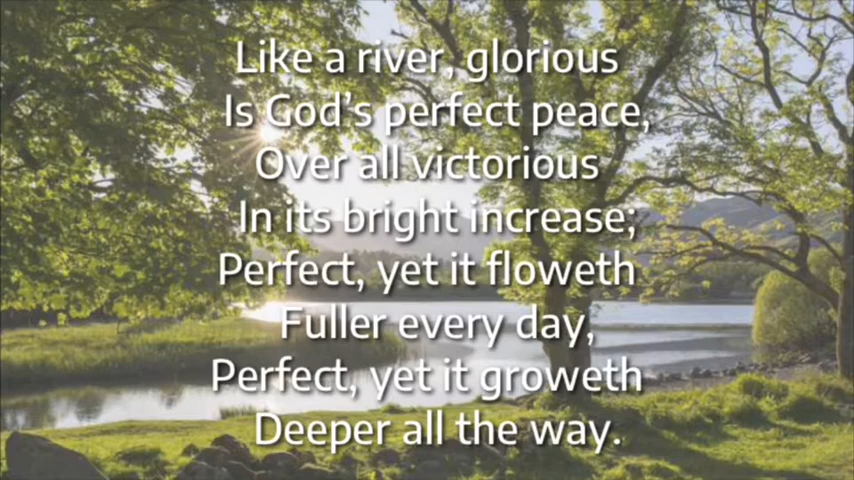 Like a river, glorious
Is God’s perfect peace,
Over all victorious
In its bright increase;
Perfect, yet it floweth
Fuller every day,
Perfect, yet it groweth
Deeper all the way.